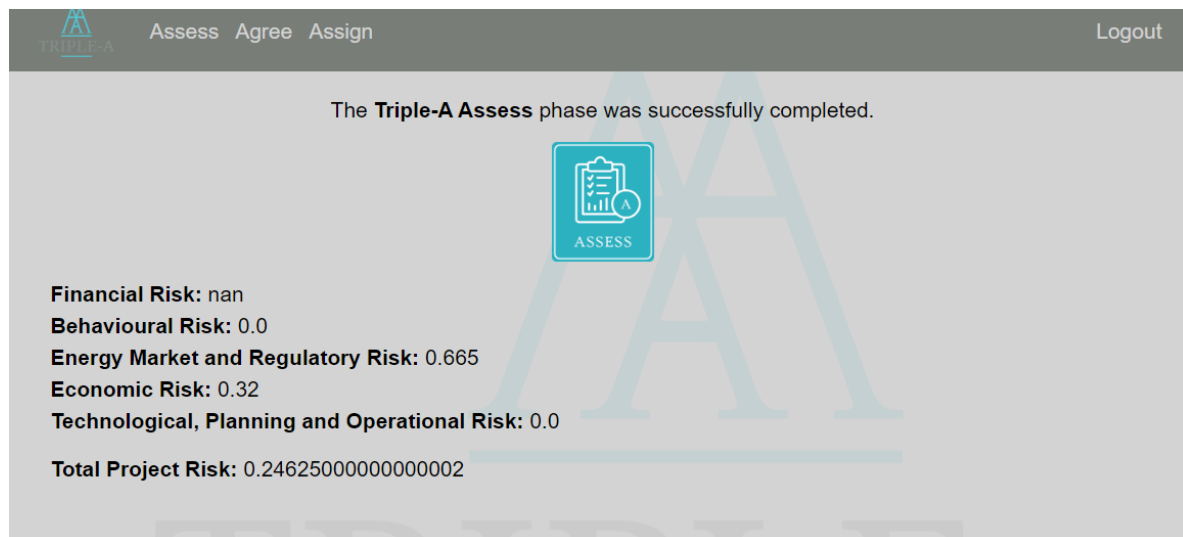 TRIPLE-A
Assess Agree Assign Logout
The Triple-A Assess phase was successfully completed.
A
ASSESS
Financial Risk: nan
Behavioural Risk: 0.0
Energy Market and Regulatory Risk: 0.665
Economic Risk: 0.32
Technological, Planning and Operational Risk: 0.0
Total Project Risk: 0.24625000000000002
TRIPLE